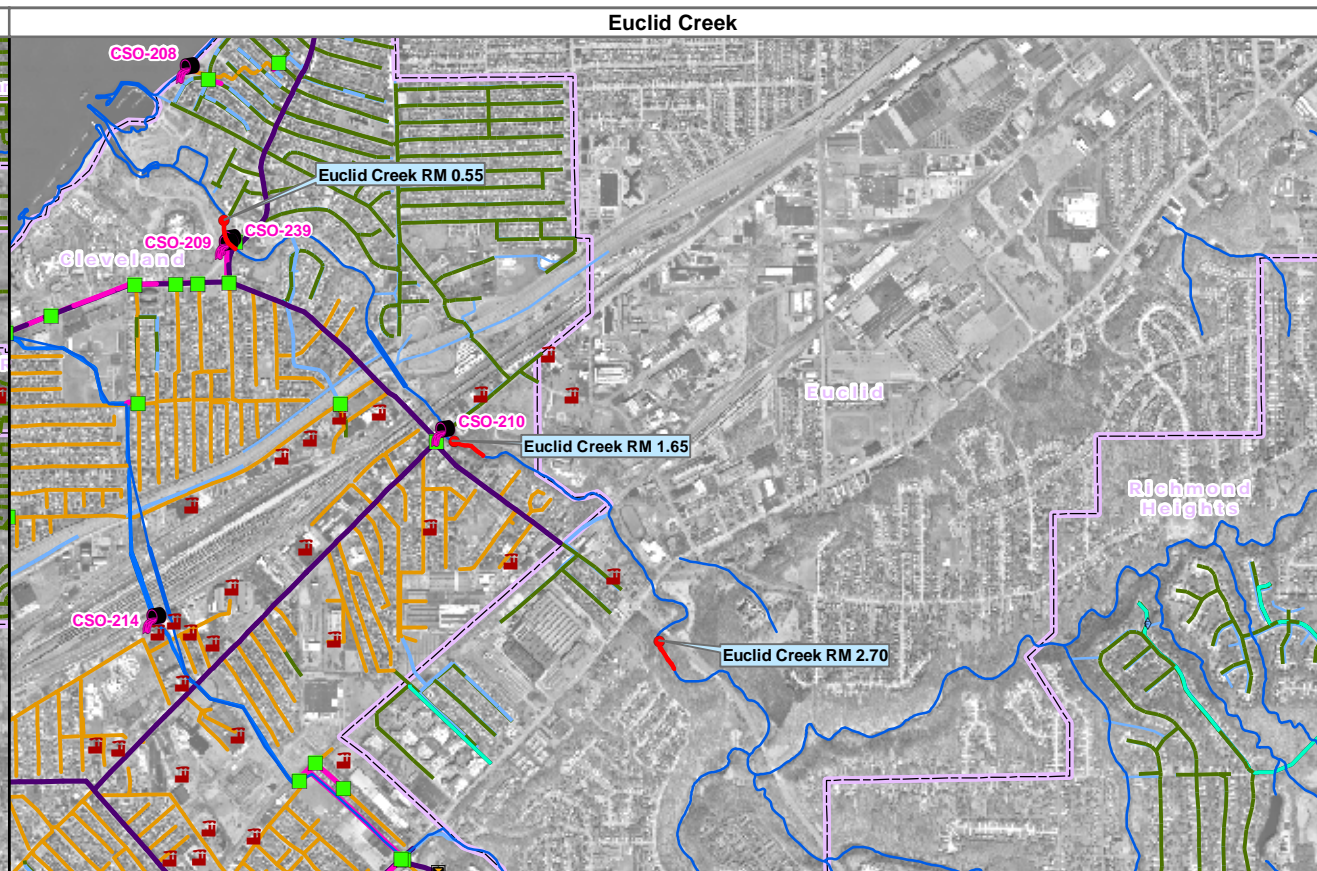 Euclid Creek
CSO-208
Euclid Creek RM 0.55
CSO-239
CSO-209
Cleveland
Euclid
CSO-210
Euclid Creek RM 1.65
Richmond
Heights
CSO-214
Euclid Creek RM 2.70